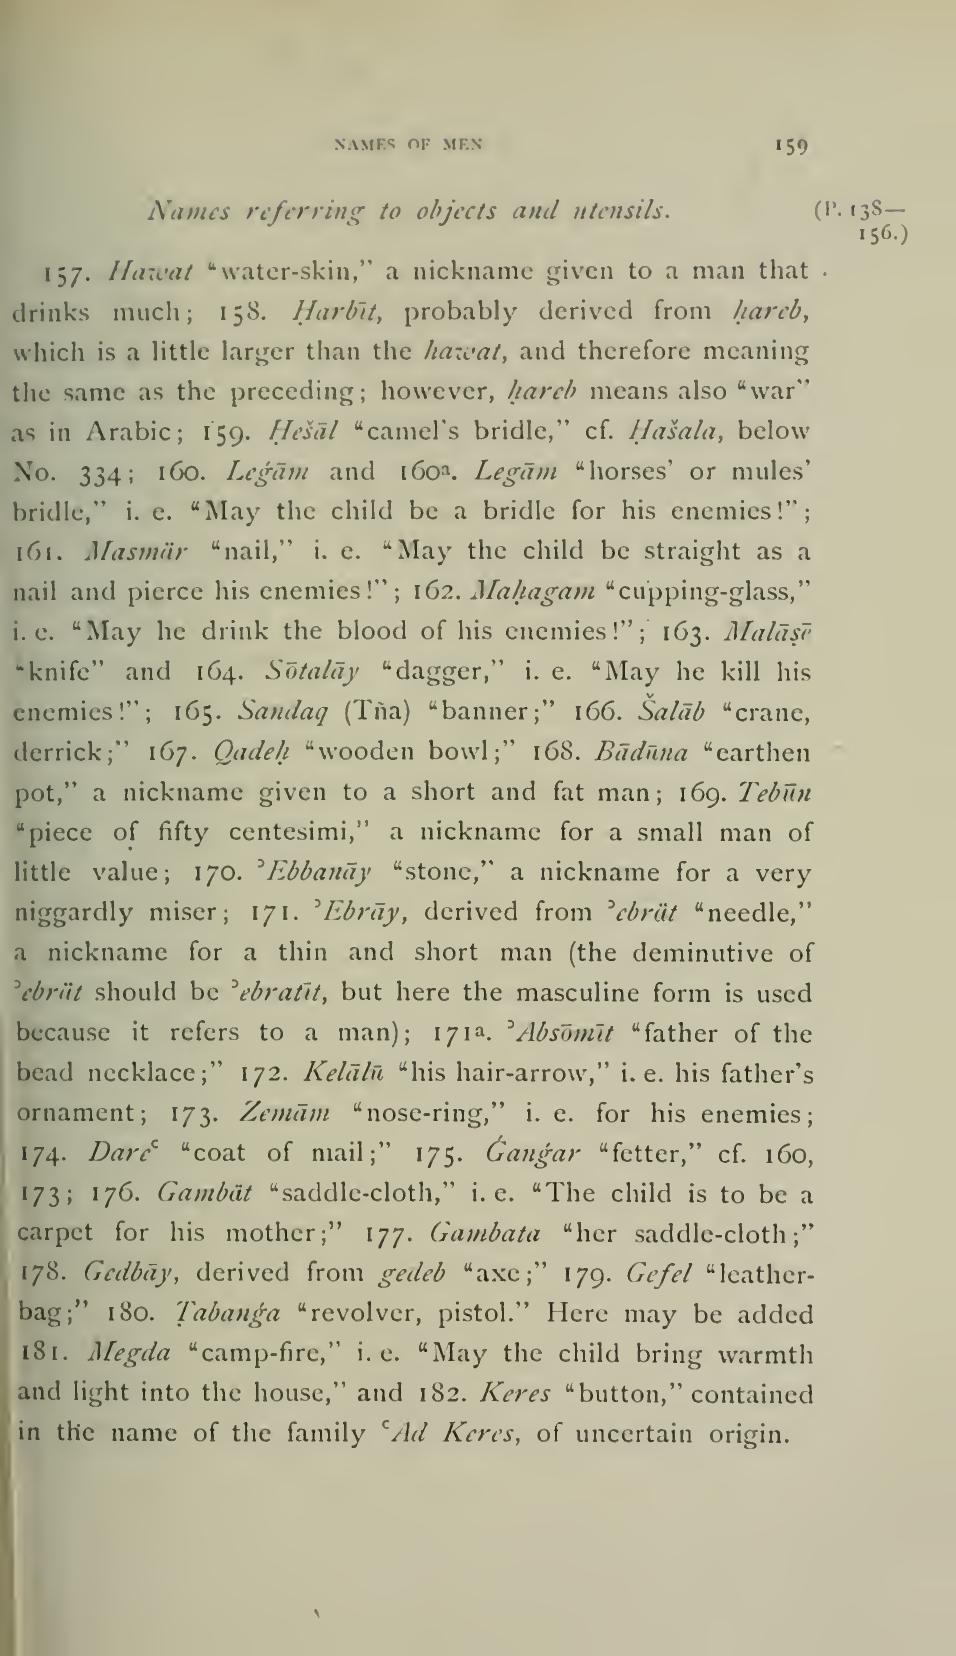 NAMES OF MEN 159
Names referring to objects and utensils. (P. 138—
156.)
157. Hawat “water-skin,” a nickname given to a man that
drinks much; 158. Ḥarbīt, probably derived from ḥareb,
which is a little larger than the hawat, and therefore meaning
the same as the preceding; however, ḥareb means also “war”
as in Arabic; 159. Ḥešāl “camel's bridle,” cf. Ḥašala, below
No. 334; 160. Leǵām and 160a. Legām “horses’ or mules’
bridle,” i. e. “May the child be a bridle for his enemies!”;
161. Masmār “nail,” i. e. “May the child be straight as a
nail and pierce his enemies!”; 162. Maḥagam “cupping-glass,”
i. e. “May he drink the blood of his enemies!”; 163. Malāṣē
“knife” and 164. Sōtalāy “dagger,” i. e. “May he kill his
enemies!”; 165. Sandaq (Tña) “banner;” 166. Šalāb “crane,
derrick;” 167. Qadeḥ “wooden bowl;” 168. Bādūna “earthen
pot,” a nickname given to a short and fat man; 169. Tebūn
“piece of fifty centesimi,” a nickname for a small man of
little value; 170. ʾEbbanāy “stone,” a nickname for a very
niggardly miser; 171. ʾEbrāy, derived from ʾebrät “needle,”
a nickname for a thin and short man (the deminutive of
ʾebrät should be ʾebratīt, but here the masculine form is used
because it refers to a man); 171a. ʾAbsōmīt “father of the
bead necklace;” 172. Kelālū “his hair-arrow,” i. e. his father’s
ornament; 173. Zemām “nose-ring,” i. e. for his enemies;
174. Dareʿ “coat of mail;” 175. Ǵanǵar “fetter,” cf. 160,
173; 176. Gambät “saddle-cloth,” i. e. “The child is to be a
carpet for his mother;” 177. Gambata “her saddle-cloth;”
178. Gedbāy, derived from gedeb “axe;” 179. Gefel “leather-
bag;” 180. Ṭabanǵa “revolver, pistol.” Here may be added
181. Megda “camp-fire,” i. e. “May the child bring warmth
and light into the house,” and 182. Keres “button,” contained
in the name of the family ʿAd Keres, of uncertain origin.